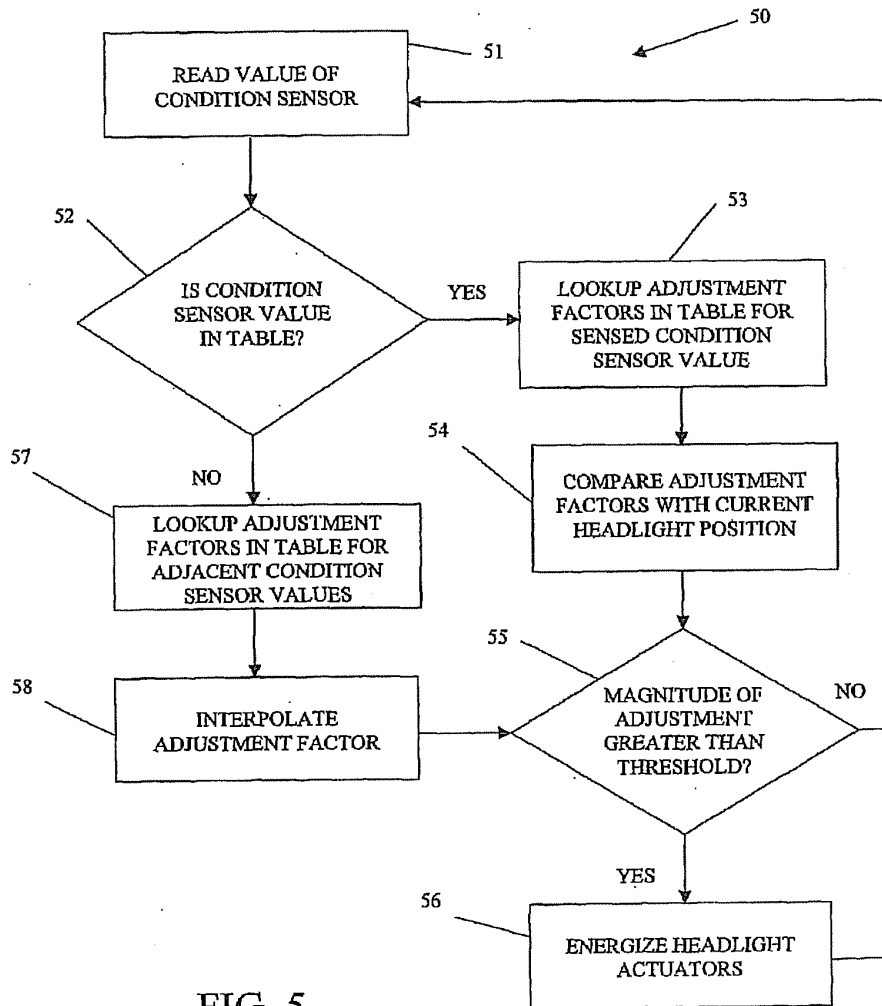 50
51
READ VALUE OF
CONDITION SENSOR
52
IS CONDITION
SENSOR VALUE
IN TABLE?
YES
53
LOOKUP ADJUSTMENT
FACTORS IN TABLE FOR
SENSED CONDITION
SENSOR VALUE
54
COMPARE ADJUSTMENT
FACTORS WITH CURRENT
HEADLIGHT POSITION
57
NO
LOOKUP ADJUSTMENT
FACTORS IN TABLE FOR
ADJACENT CONDITION
SENSOR VALUES
58
INTERPOLATE
ADJUSTMENT FACTOR
55
MAGNITUDE OF
ADJUSTMENT
GREATER THAN
THRESHOLD?
NO
YES
56
ENERGIZE HEADLIGHT
ACTUATORS
FIG. 5